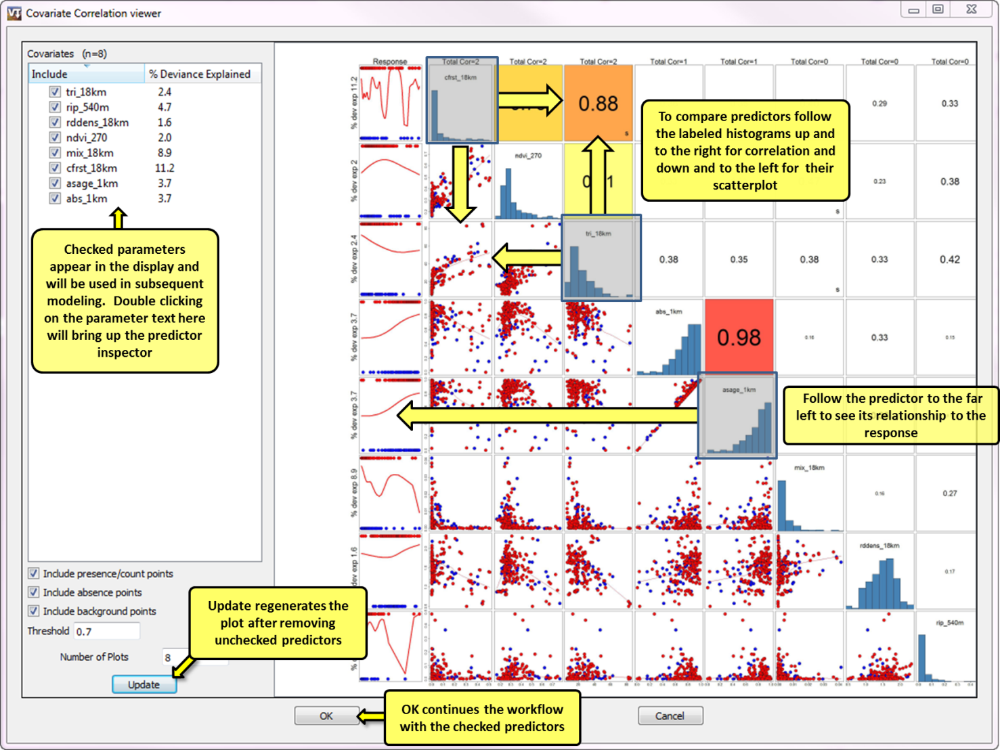 Covariate Correlation viewer
Covariates (n=8)
Include % Deviance Explained
tri_18km 2.4
rip_540m 4.7
rddens_18km 1.6
ndvi_270 2.0
mix_18km 8.9
cfrst_18km 11.2
asage_1km 3.7
abs_1km 3.7
Checked parameters
appear in the display and
will be used in subsequent
modeling. Double clicking
on the parameter text here
will bring up the predictor
inspector
Include presence/count points
Include absence points
Include background points
Threshold 0.7
Number of Plots 8
Update
Update regenerates the
plot after removing
unchecked predictors
Response Total Cor=2 Total Cor=2 Total Cor=2 Total Cor=1 Total Cor=1 Total Cor=0 Total Cor=0 Total Cor=0
% dev exp 11.2
cfrst_18km
0.88
s
0.29
0.33
To compare predictors follow
the labeled histograms up and
to the right for correlation and
down and to the left for their
scatterplot
% dev exp 2
ndvi_270
s
0.23
0.38
% dev exp 2.4
tri_18km
0.38
0.35
0.38
s
0.33
0.42
% dev exp 3.7
abs_1km
0.98
0.16
0.33
0.15
% dev exp 3.7
asage_1km
Follow the predictor to the far
left to see its relationship to the
response
% dev exp 8.9
mix_18km
0.16
0.27
% dev exp 1.6
rddens_18km
0.17
rip_540m
OK
OK continues the workflow
with the checked predictors
Cancel